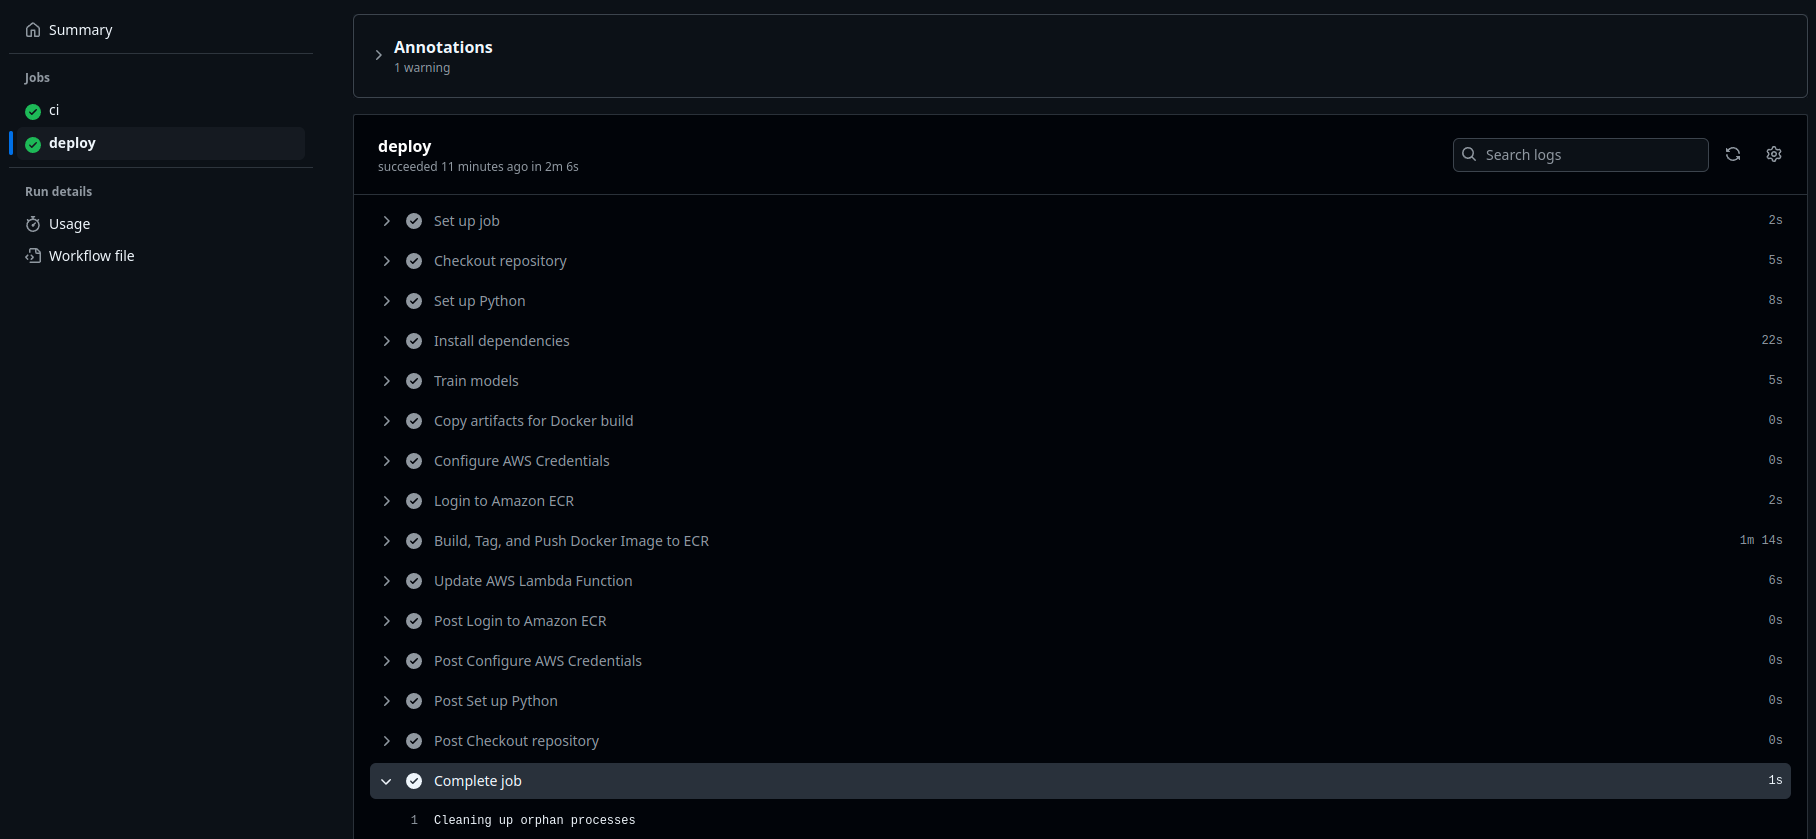 Summary
Jobs
ci
deploy
Run details
Usage
Workflow file
Annotations
1 warning
deploy
succeeded 11 minutes ago in 2m 6s
Search logs
Set up job 2s
Checkout repository 5s
Set up Python 8s
Install dependencies 22s
Train models 5s
Copy artifacts for Docker build 0s
Configure AWS Credentials 0s
Login to Amazon ECR 2s
Build, Tag, and Push Docker Image to ECR 1m 14s
Update AWS Lambda Function 6s
Post Login to Amazon ECR 0s
Post Configure AWS Credentials 0s
Post Set up Python 0s
Post Checkout repository 0s
Complete job 1s
1 Cleaning up orphan processes